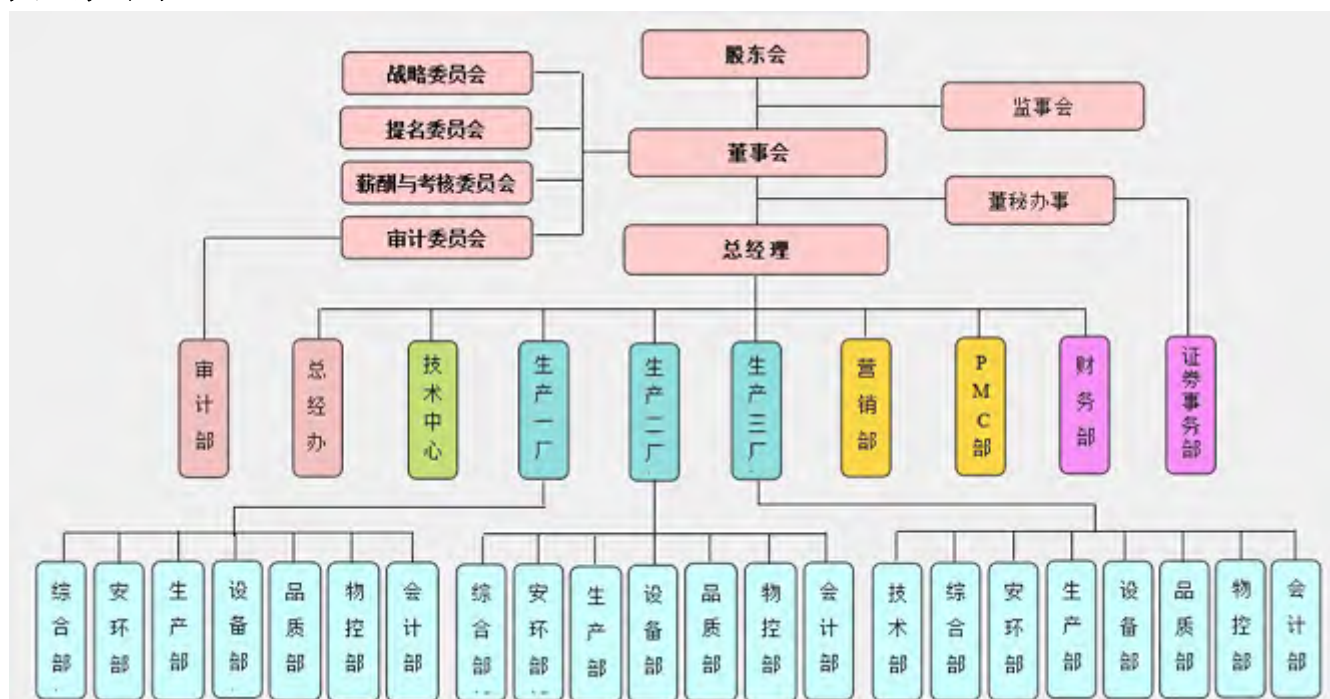 股东会
战略委员会
监事会
提名委员会
董事会
薪酬与考核委员会
董秘办事
审计委员会
总经理
审计部
总经办
技术中心
生产一厂
生产二厂
生产三厂
营销部
PMC部
财务部
证券事务部
综合部
安环部
生产部
设备部
品质部
物控部
会计部
综合部
安环部
生产部
设备部
品质部
物控部
会计部
技术部
综合部
安环部
生产部
设备部
品质部
物控部
会计部